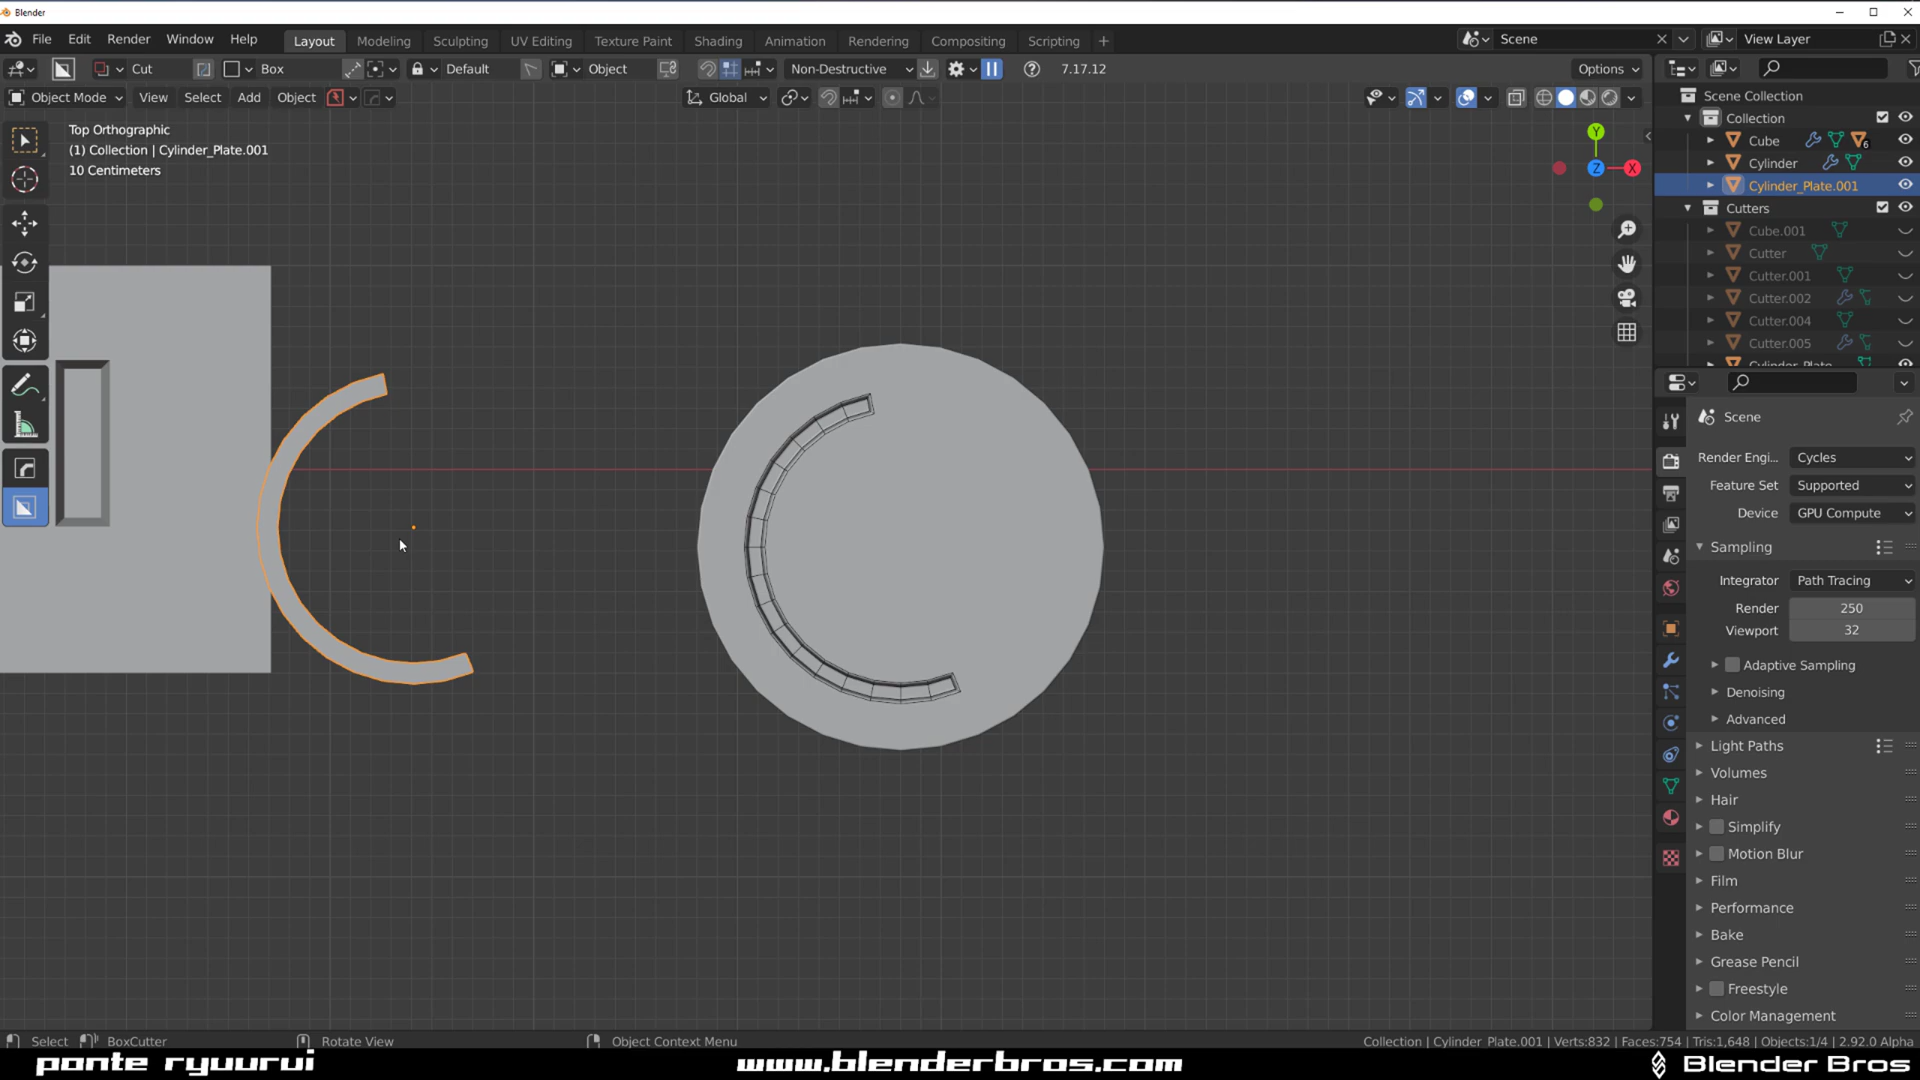 Blender
File Edit Render Window Help Layout Modeling Sculpting UV Editing Texture Paint Shading Animation Rendering Compositing Scripting + Scene View Layer
Cut Box Default Object Non-Destructive 7.17.12 Options
Object Mode View Select Add Object Global
Scene Collection
Collection
Cube 6
Cylinder
Cylinder_Plate.001
Cutters
Cube.001
Cutter
Cutter.001
Cutter.002
Cutter.004
Cutter.005
Top Orthographic
(1) Collection | Cylinder_Plate.001
10 Centimeters
Y
Z X
Scene
Render Engi... Cycles
Feature Set Supported
Device GPU Compute
Sampling
Integrator Path Tracing
Render 250
Viewport 32
Adaptive Sampling
Denoising
Advanced
Light Paths
Volumes
Hair
Simplify
Motion Blur
Film
Performance
Bake
Grease Pencil
Freestyle
Color Management
Select BoxCutter Rotate View Object Context Menu Collection | Cylinder_Plate.001 | Verts:832 | Faces:754 | Tris:1,648 | Objects:1/4 | 2.92.0 Alpha
ponte ryuurui www.blenderbros.com Blender Bros